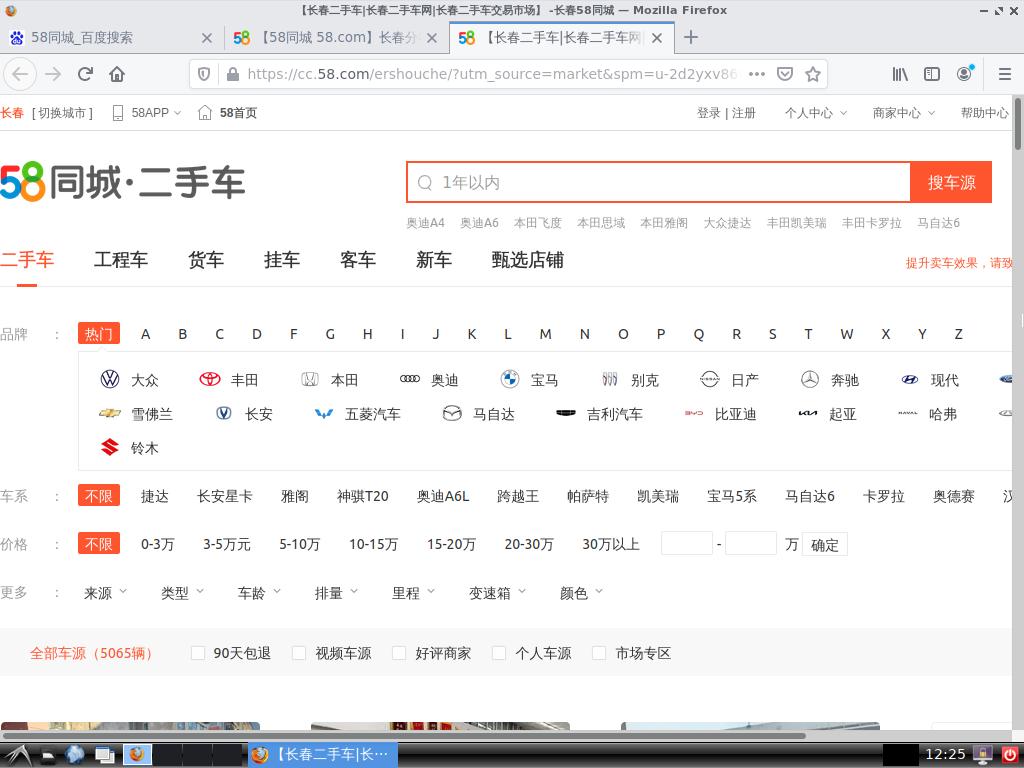 【长春二手车|长春二手车网|长春二手车交易市场】 -长春58同城 — Mozilla Firefox
58同城_百度搜索
【58同城 58.com】长春分
【长春二手车|长春二手车网|
https://cc.58.com/ershouche/?utm_source=market&spm=u-2d2yxv86
长春 [ 切换城市 ] 58APP 58首页 登录 | 注册 个人中心 商家中心 帮助中心
58同城·二手车
1年以内 搜车源
奥迪A4 奥迪A6 本田飞度 本田思域 本田雅阁 大众捷达 丰田凯美瑞 丰田卡罗拉 马自达6
二手车 工程车 货车 挂车 客车 新车 甄选店铺 提升卖车效果，请致
品牌 : 热门 A B C D F G H I J K L M N O P Q R S T W X Y Z
大众 丰田 本田 奥迪 宝马 别克 日产 奔驰 现代
雪佛兰 长安 五菱汽车 马自达 吉利汽车 比亚迪 起亚 哈弗
铃木
车系 : 不限 捷达 长安星卡 雅阁 神骐T20 奥迪A6L 跨越王 帕萨特 凯美瑞 宝马5系 马自达6 卡罗拉 奥德赛
价格 : 不限 0-3万 3-5万元 5-10万 10-15万 15-20万 20-30万 30万以上 - 万 确定
更多 : 来源 类型 车龄 排量 里程 变速箱 颜色
全部车源（5065辆） 90天包退 视频车源 好评商家 个人车源 市场专区
【长春二手车|长… 12:25